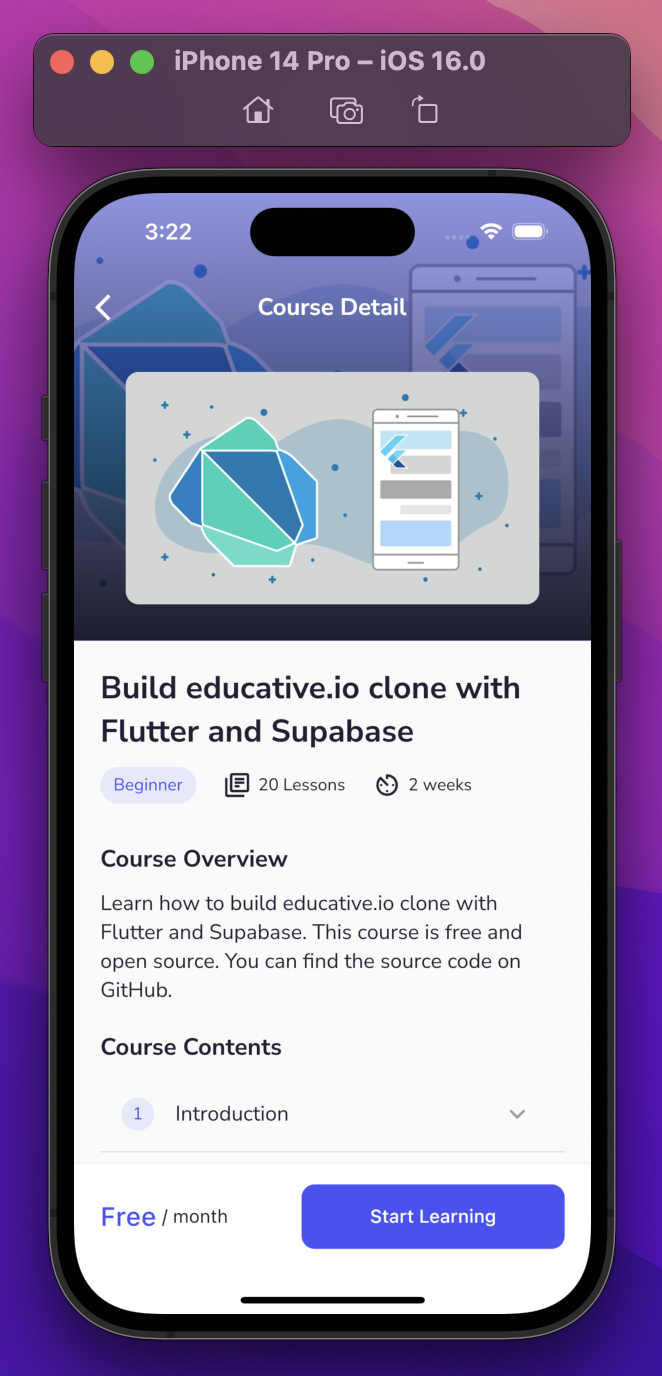 iPhone 14 Pro – iOS 16.0
3:22
Course Detail
Build educative.io clone with
Flutter and Supabase
Beginner
20 Lessons
2 weeks
Course Overview
Learn how to build educative.io clone with
Flutter and Supabase. This course is free and
open source. You can find the source code on
GitHub.
Course Contents
1 Introduction
Free / month
Start Learning